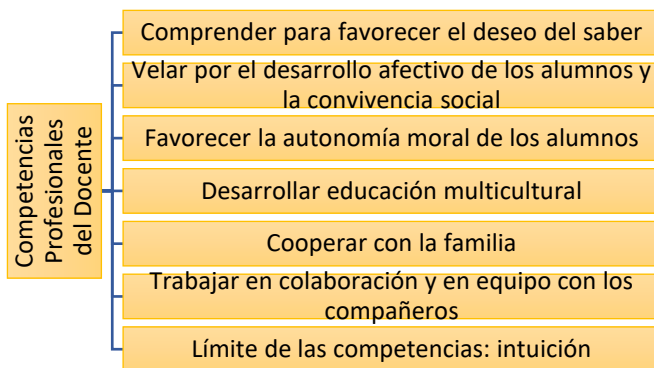 Competencias
Profesionales
del Docente
Comprender para favorecer el deseo del saber
Velar por el desarrollo afectivo de los alumnos y
la convivencia social
Favorecer la autonomía moral de los alumnos
Desarrollar educación multicultural
Cooperar con la familia
Trabajar en colaboración y en equipo con los
compañeros
Límite de las competencias: intuición